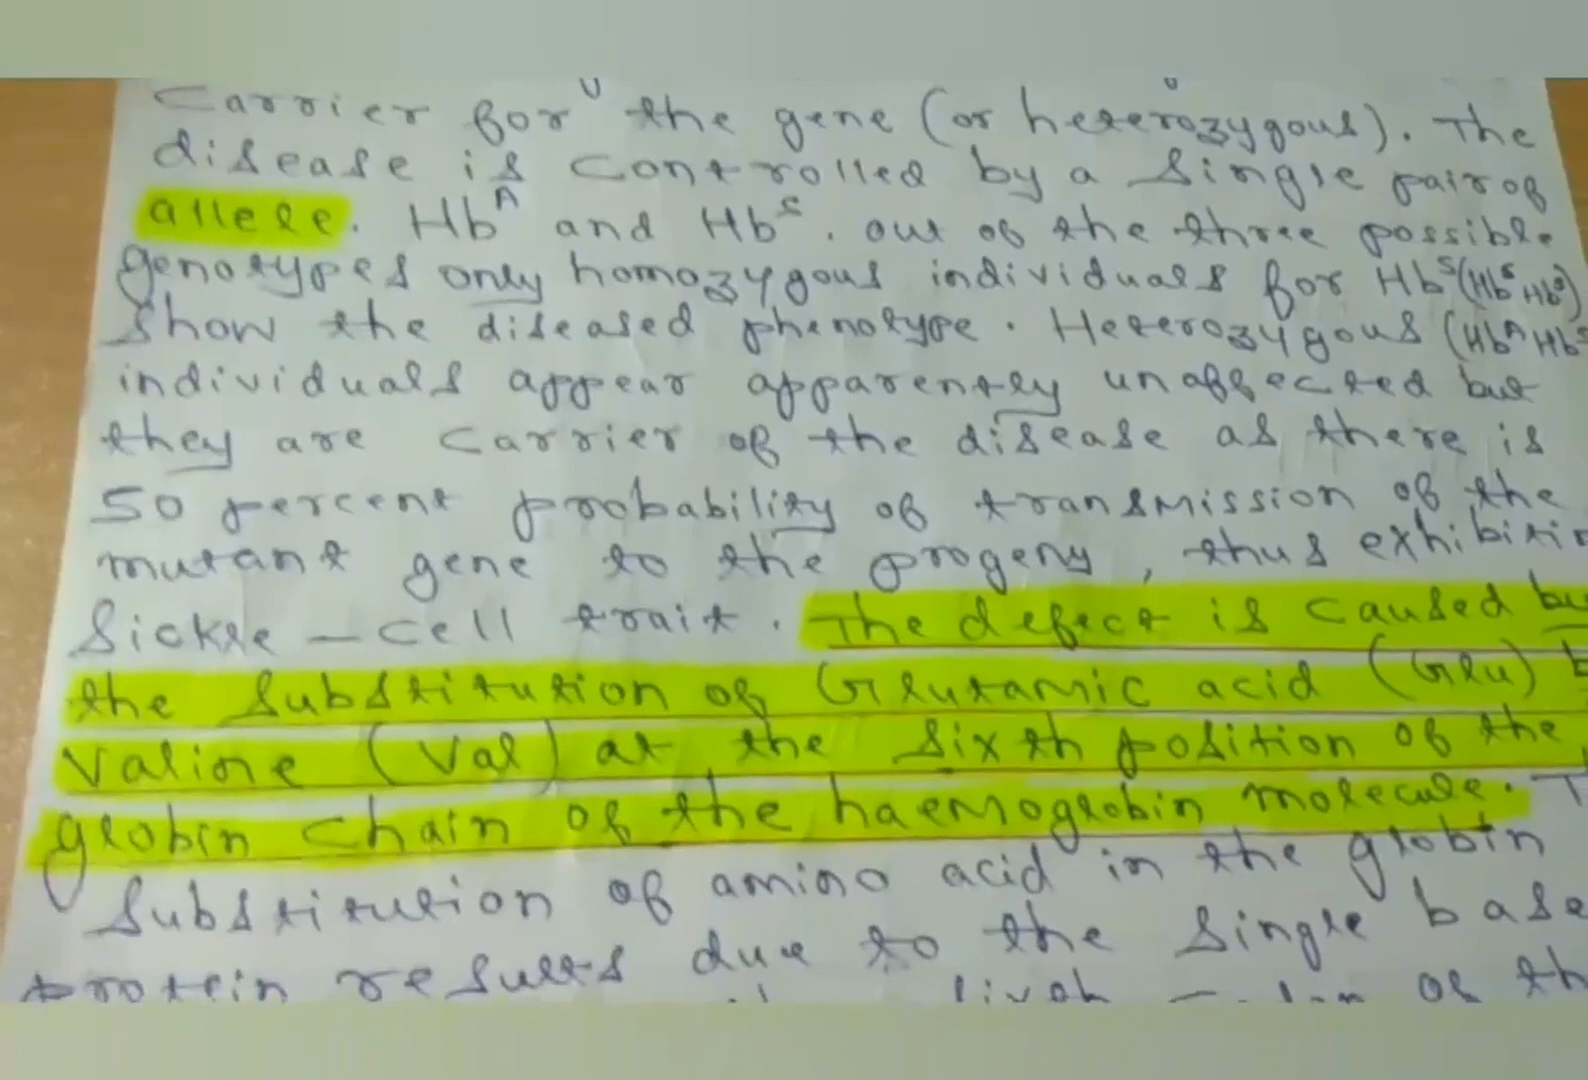 Carrier for the gene (or heterozygous). The
disease is controlled by a single pair of
allele. Hb^A and Hb^S. out of the three possible
genotypes only homozygous individuals for Hb^S (Hb^S Hb^S)
show the diseased phenotype. Heterozygous (Hb^A Hb^S
individuals appear apparently unaffected but
they are carrier of the disease as there is
50 percent probability of transmission of the
mutant gene to the progeny, thus exhibitin
Sickle-cell trait. The defect is caused by
the substitution of Glutamic acid (Glu) b
Valine (Val) at the sixth position of the
globin chain of the haemoglobin molecule. T
substitution of amino acid in the globin
protein results due to the single base
of th